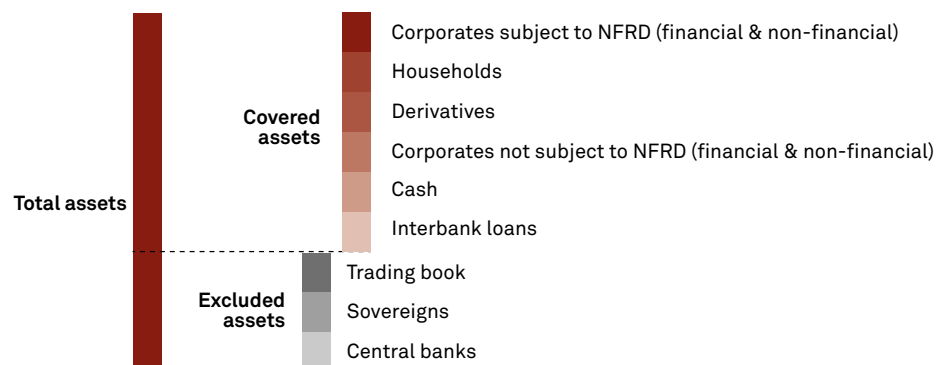 Corporates subject to NFRD (financial & non-financial)
Households
Covered
assets
Derivatives
Corporates not subject to NFRD (financial & non-financial)
Cash
Total assets
Interbank loans
Trading book
Excluded
assets
Sovereigns
Central banks